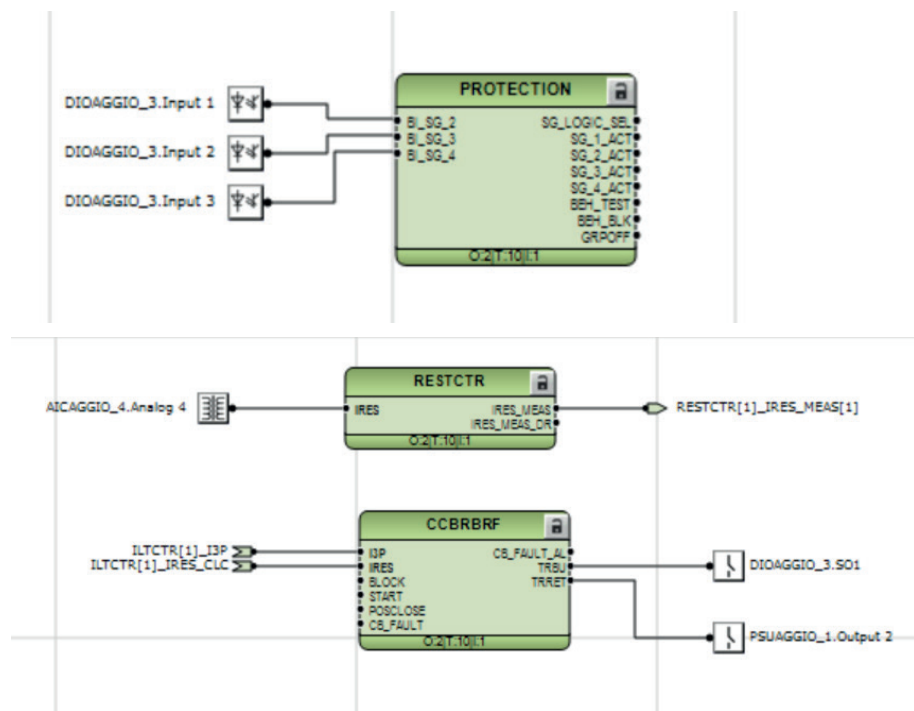 PROTECTION
DIOAGGIO_3.Input 1
DIOAGGIO_3.Input 2
DIOAGGIO_3.Input 3
BI_SG_2
BI_SG_3
BI_SG_4
SG_LOGIC_SEL
SG_1_ACT
SG_2_ACT
SG_3_ACT
SG_4_ACT
BEH_TEST
BEH_BLK
GRPOFF
O:2|T:10|I:1
RESTCTR
AICAGGIO_4.Analog 4
IRES
IRES_MEAS
IRES_MEAS_DR
RESTCTR[1]_IRES_MEAS[1]
O:2|T:10|I:1
CCBRBRF
ILTCTR[1]_I3P
ILTCTR[1]_IRES_CLC
I3P
IRES
BLOCK
START
POSCLOSE
CB_FAULT
CB_FAULT_AL
TRBU
TRRET
DIOAGGIO_3.SO1
PSUAGGIO_1.Output 2
O:2|T:10|I:1